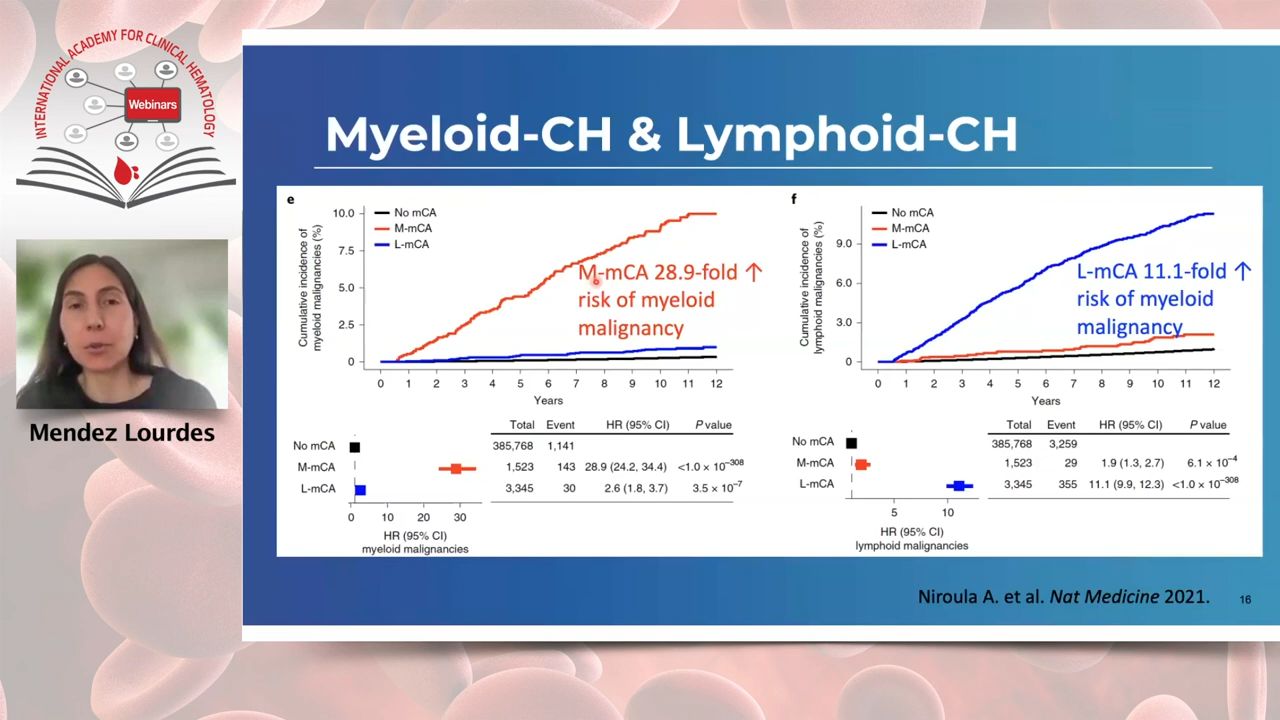 INTERNATIONAL ACADEMY FOR CLINICAL HEMATOLOGY
Webinars
Mendez Lourdes
Myeloid-CH & Lymphoid-CH
e
Cumulative incidence of
myeloid malignancies (%)
10.0
7.5
5.0
2.5
0
No mCA
M-mCA
L-mCA
M-mCA 28.9-fold ↑
risk of myeloid
malignancy
0 1 2 3 4 5 6 7 8 9 10 11 12
Years
Total Event HR (95% CI) P value
No mCA 385,768 1,141
M-mCA 1,523 143 28.9 (24.2, 34.4) <1.0 × 10⁻³⁰⁸
L-mCA 3,345 30 2.6 (1.8, 3.7) 3.5 × 10⁻⁷
0 10 20 30
HR (95% CI)
myeloid malignancies
f
Cumulative incidence of
lymphoid malignancies (%)
9.0
6.0
3.0
0
No mCA
M-mCA
L-mCA
L-mCA 11.1-fold ↑
risk of myeloid
malignancy
0 1 2 3 4 5 6 7 8 9 10 11 12
Years
Total Event HR (95% CI) P value
No mCA 385,768 3,259
M-mCA 1,523 29 1.9 (1.3, 2.7) 6.1 × 10⁻⁴
L-mCA 3,345 355 11.1 (9.9, 12.3) <1.0 × 10⁻³⁰⁸
5 10
HR (95% CI)
lymphoid malignancies
Niroula A. et al. Nat Medicine 2021.
16